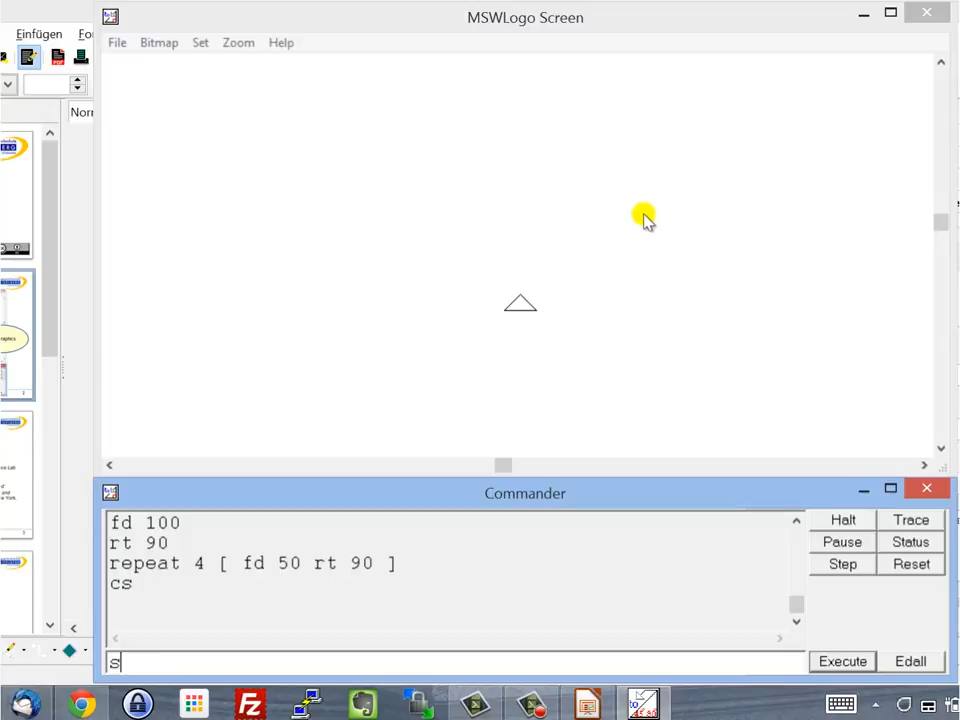 MSWLogo Screen
Einfügen
File Bitmap Set Zoom Help
Commander
fd 100
rt 90
repeat 4 [ fd 50 rt 90 ]
cs
s
Halt Trace
Pause Status
Step Reset
Execute Edall